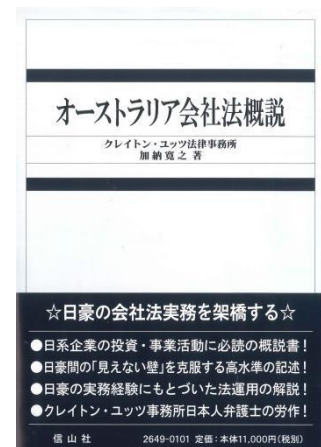 オーストラリア会社法概説
クレイトン・ユッツ法律事務所
加納寛之 著
☆日豪の会社法実務を架橋する☆
●日系企業の投資・事業活動に必読の概説書！
●日豪間の「見えない壁」を克服する高水準の記述！
●日豪の実務経験にもとづいた法運用の解説！
●クレイトン・ユッツ事務所日本人弁護士の労作！
信山社 2649-0101 定価：本体11,000円（税別）